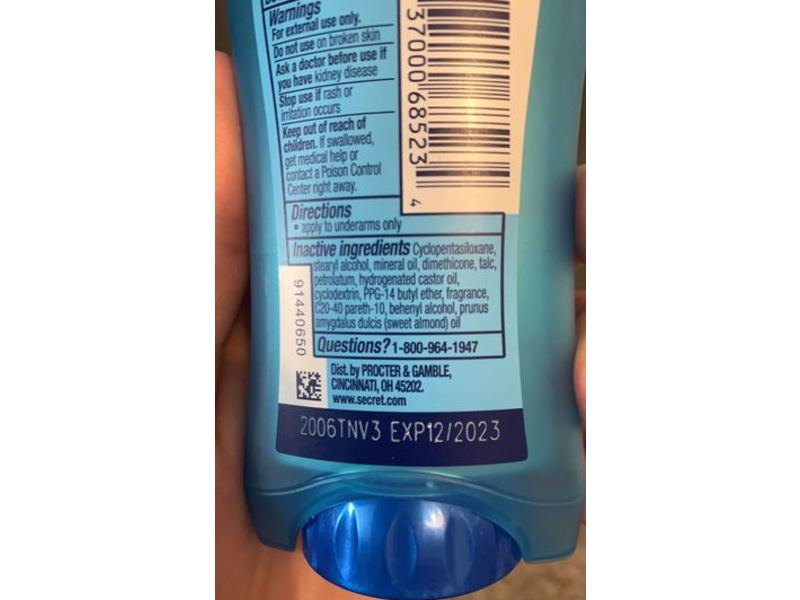 Warnings
For external use only.
Do not use on broken skin
Ask a doctor before use if
you have kidney disease
Stop use if rash or
irritation occurs
Keep out of reach of
children. If swallowed,
get medical help or
contact a Poison Control
Center right away.
Directions
• apply to underarms only
Inactive ingredients Cyclopentasiloxane,
stearyl alcohol, mineral oil, dimethicone, talc,
petrolatum, hydrogenated castor oil,
cyclodextrin, PPG-14 butyl ether, fragrance,
C20-40 pareth-10, behenyl alcohol, prunus
amygdalus dulcis (sweet almond) oil
Questions? 1-800-964-1947
Dist. by PROCTER & GAMBLE,
CINCINNATI, OH 45202.
www.secret.com
91440650
37000 68523
4
2006TNV3 EXP12/2023